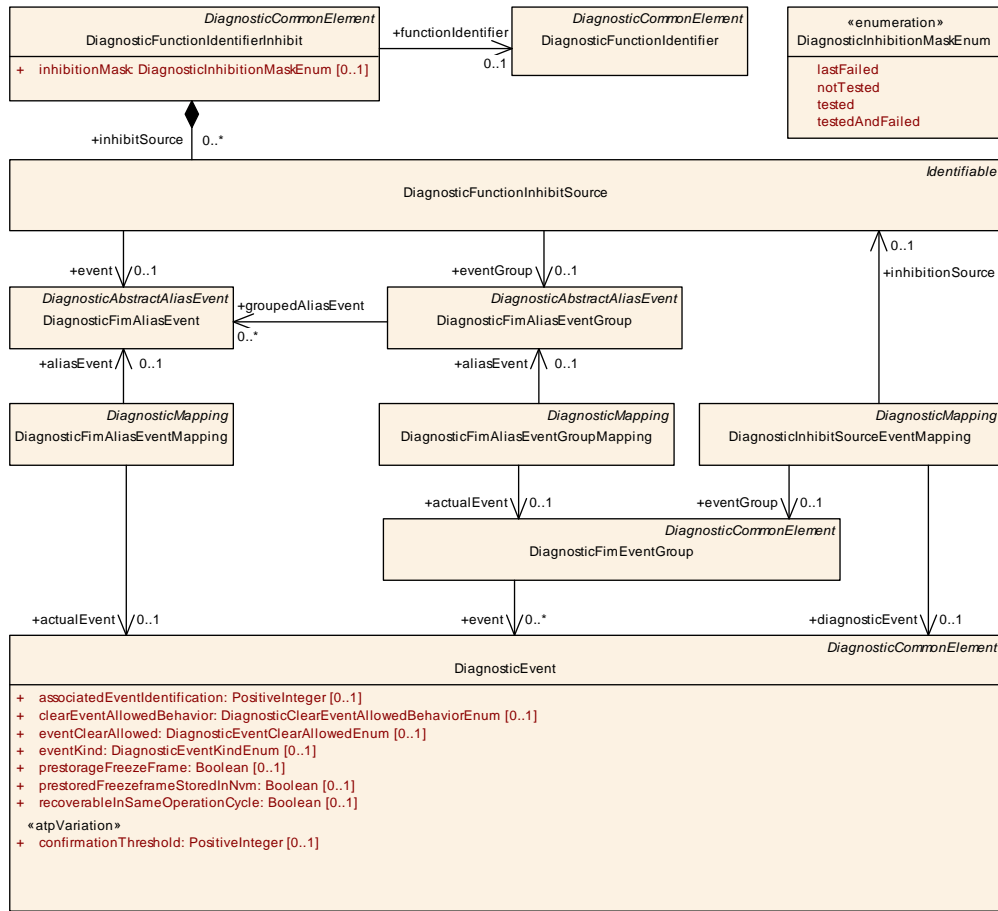 DiagnosticCommonElement
DiagnosticFunctionIdentifierInhibit
+ inhibitionMask: DiagnosticInhibitionMaskEnum [0..1]
+functionIdentifier
0..1
DiagnosticCommonElement
DiagnosticFunctionIdentifier
«enumeration»
DiagnosticInhibitionMaskEnum
lastFailed
notTested
tested
testedAndFailed
+inhibitSource
0..*
Identifiable
DiagnosticFunctionInhibitSource
+event
0..1
+eventGroup
0..1
0..1
+inhibitionSource
DiagnosticAbstractAliasEvent
DiagnosticFimAliasEvent
+groupedAliasEvent
0..*
DiagnosticAbstractAliasEvent
DiagnosticFimAliasEventGroup
+aliasEvent
0..1
+aliasEvent
0..1
DiagnosticMapping
DiagnosticFimAliasEventMapping
DiagnosticMapping
DiagnosticFimAliasEventGroupMapping
DiagnosticMapping
DiagnosticInhibitSourceEventMapping
+actualEvent
0..1
+eventGroup
0..1
DiagnosticCommonElement
DiagnosticFimEventGroup
+actualEvent
0..1
+event
0..*
+diagnosticEvent
0..1
DiagnosticCommonElement
DiagnosticEvent
+ associatedEventIdentification: PositiveInteger [0..1]
+ clearEventAllowedBehavior: DiagnosticClearEventAllowedBehaviorEnum [0..1]
+ eventClearAllowed: DiagnosticEventClearAllowedEnum [0..1]
+ eventKind: DiagnosticEventKindEnum [0..1]
+ prestorageFreezeFrame: Boolean [0..1]
+ prestoredFreezeframeStoredInNvm: Boolean [0..1]
+ recoverableInSameOperationCycle: Boolean [0..1]
«atpVariation»
+ confirmationThreshold: PositiveInteger [0..1]